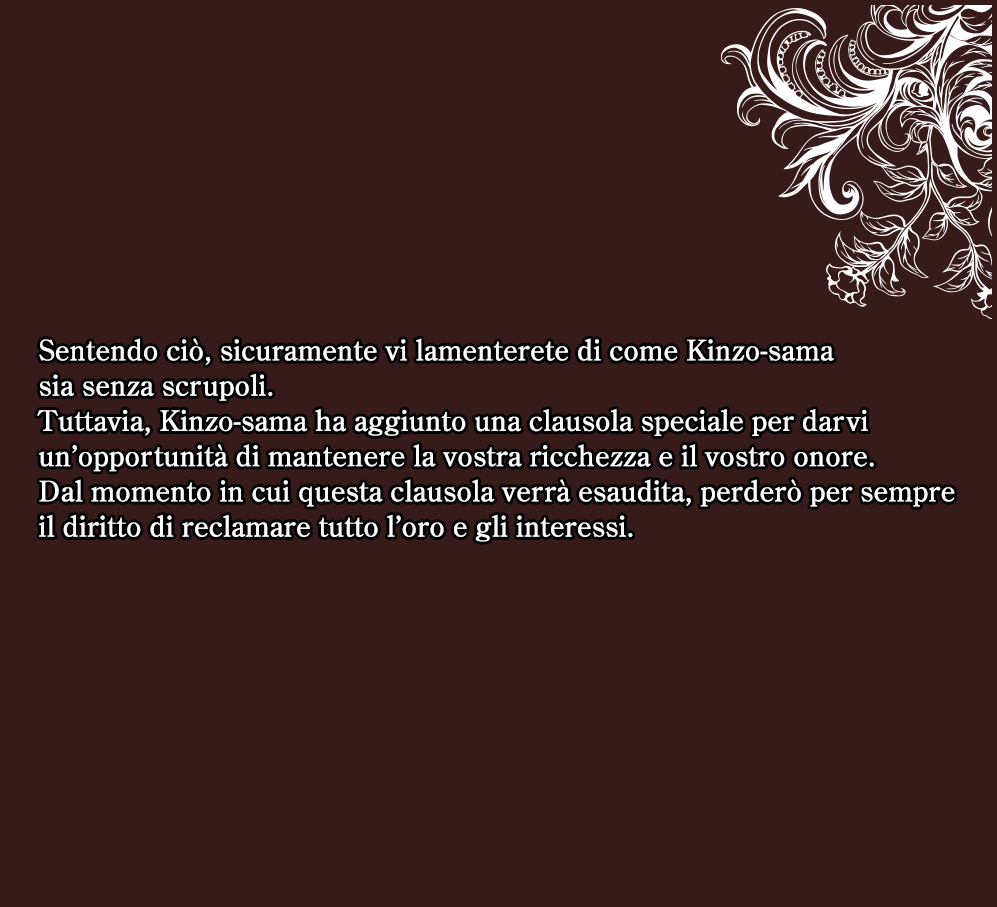 Sentendo ciò, sicuramente vi lamenterete di come Kinzo-sama
sia senza scrupoli.
Tuttavia, Kinzo-sama ha aggiunto una clausola speciale per darvi
un’opportunità di mantenere la vostra ricchezza e il vostro onore.
Dal momento in cui questa clausola verrà esaudita, perderò per sempre
il diritto di reclamare tutto l’oro e gli interessi.